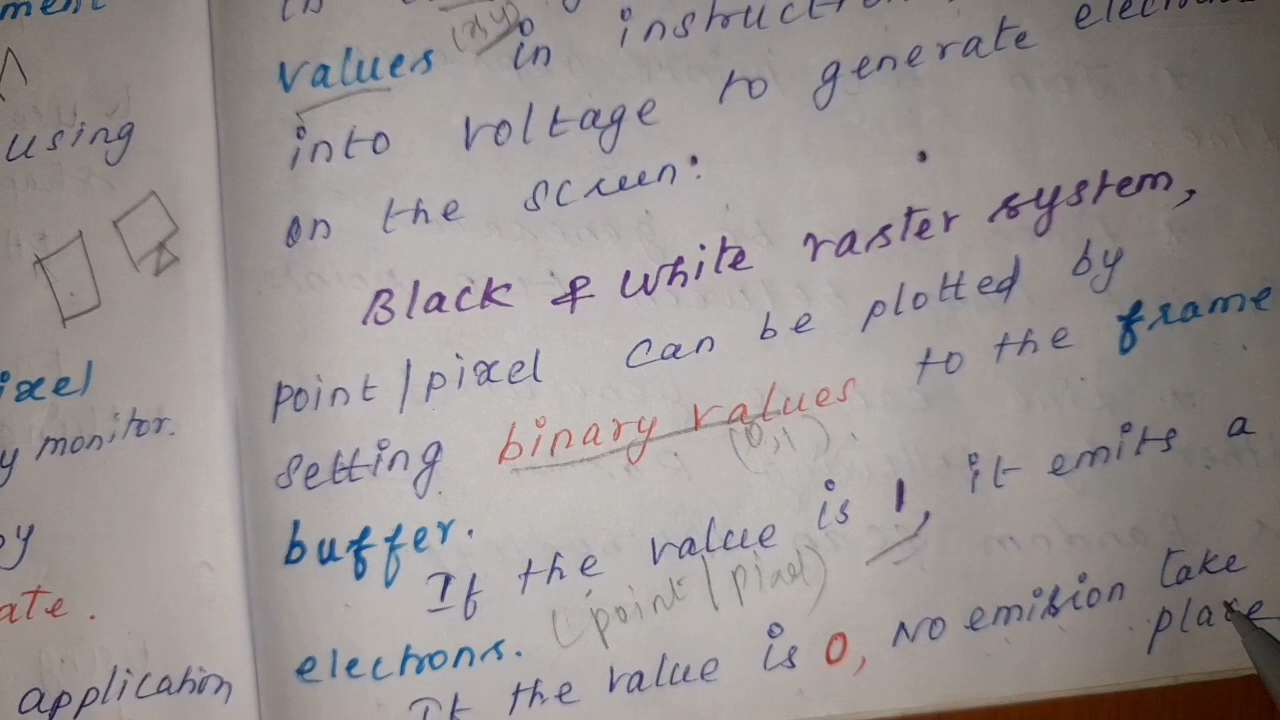 using
ixel
y monitor.
ate.
application
(x,y)
values in
into voltage to generate
on the screen:
Black & White raster system,
point/pixel can be plotted by
setting binary values to the frame
(0,1)
buffer.
If the value is 1, it emits a
(point/pixel)
electrons.
If the value is 0, No emission take
place